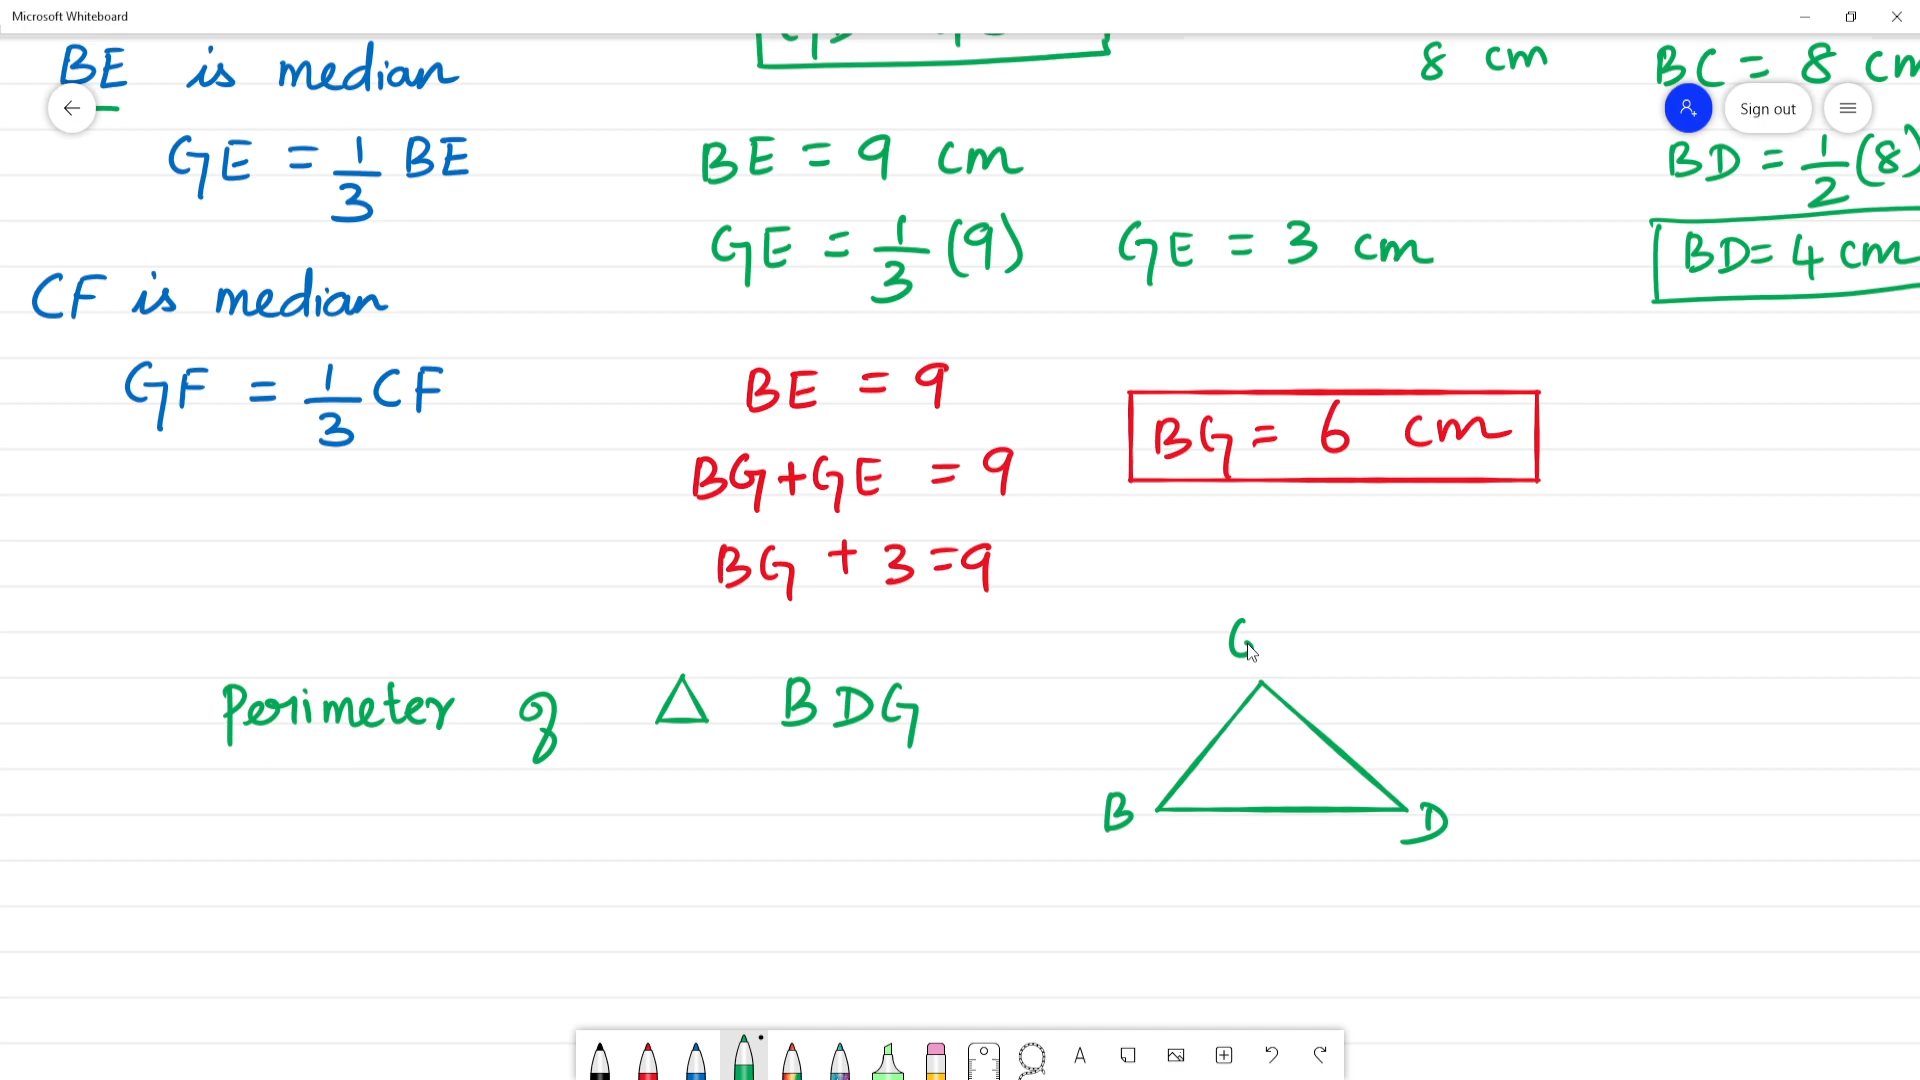 Microsoft Whiteboard
BE is median
8 cm
BC = 8 cm
Sign out
GE = 1/3 BE
BE = 9 cm
BD = 1/2 (8)
GE = 1/3 (9)
GE = 3 cm
BD = 4 cm
CF is median
GF = 1/3 CF
BE = 9
BG = 6 cm
BG + GE = 9
BG + 3 = 9
G
Perimeter of △ BDG
B
D
A